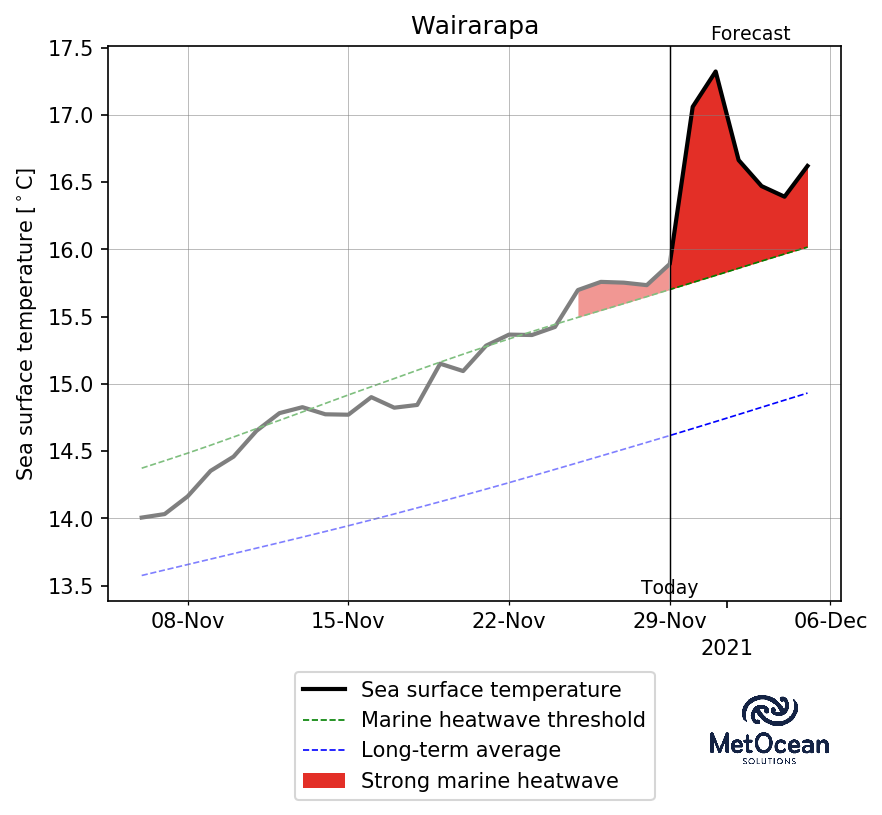 Wairarapa
Forecast
Sea surface temperature [°C]
17.5
17.0
16.5
16.0
15.5
15.0
14.5
14.0
13.5
Today
08-Nov 15-Nov 22-Nov 29-Nov 06-Dec
2021
Sea surface temperature
Marine heatwave threshold
Long-term average
Strong marine heatwave
MetOcean
SOLUTIONS